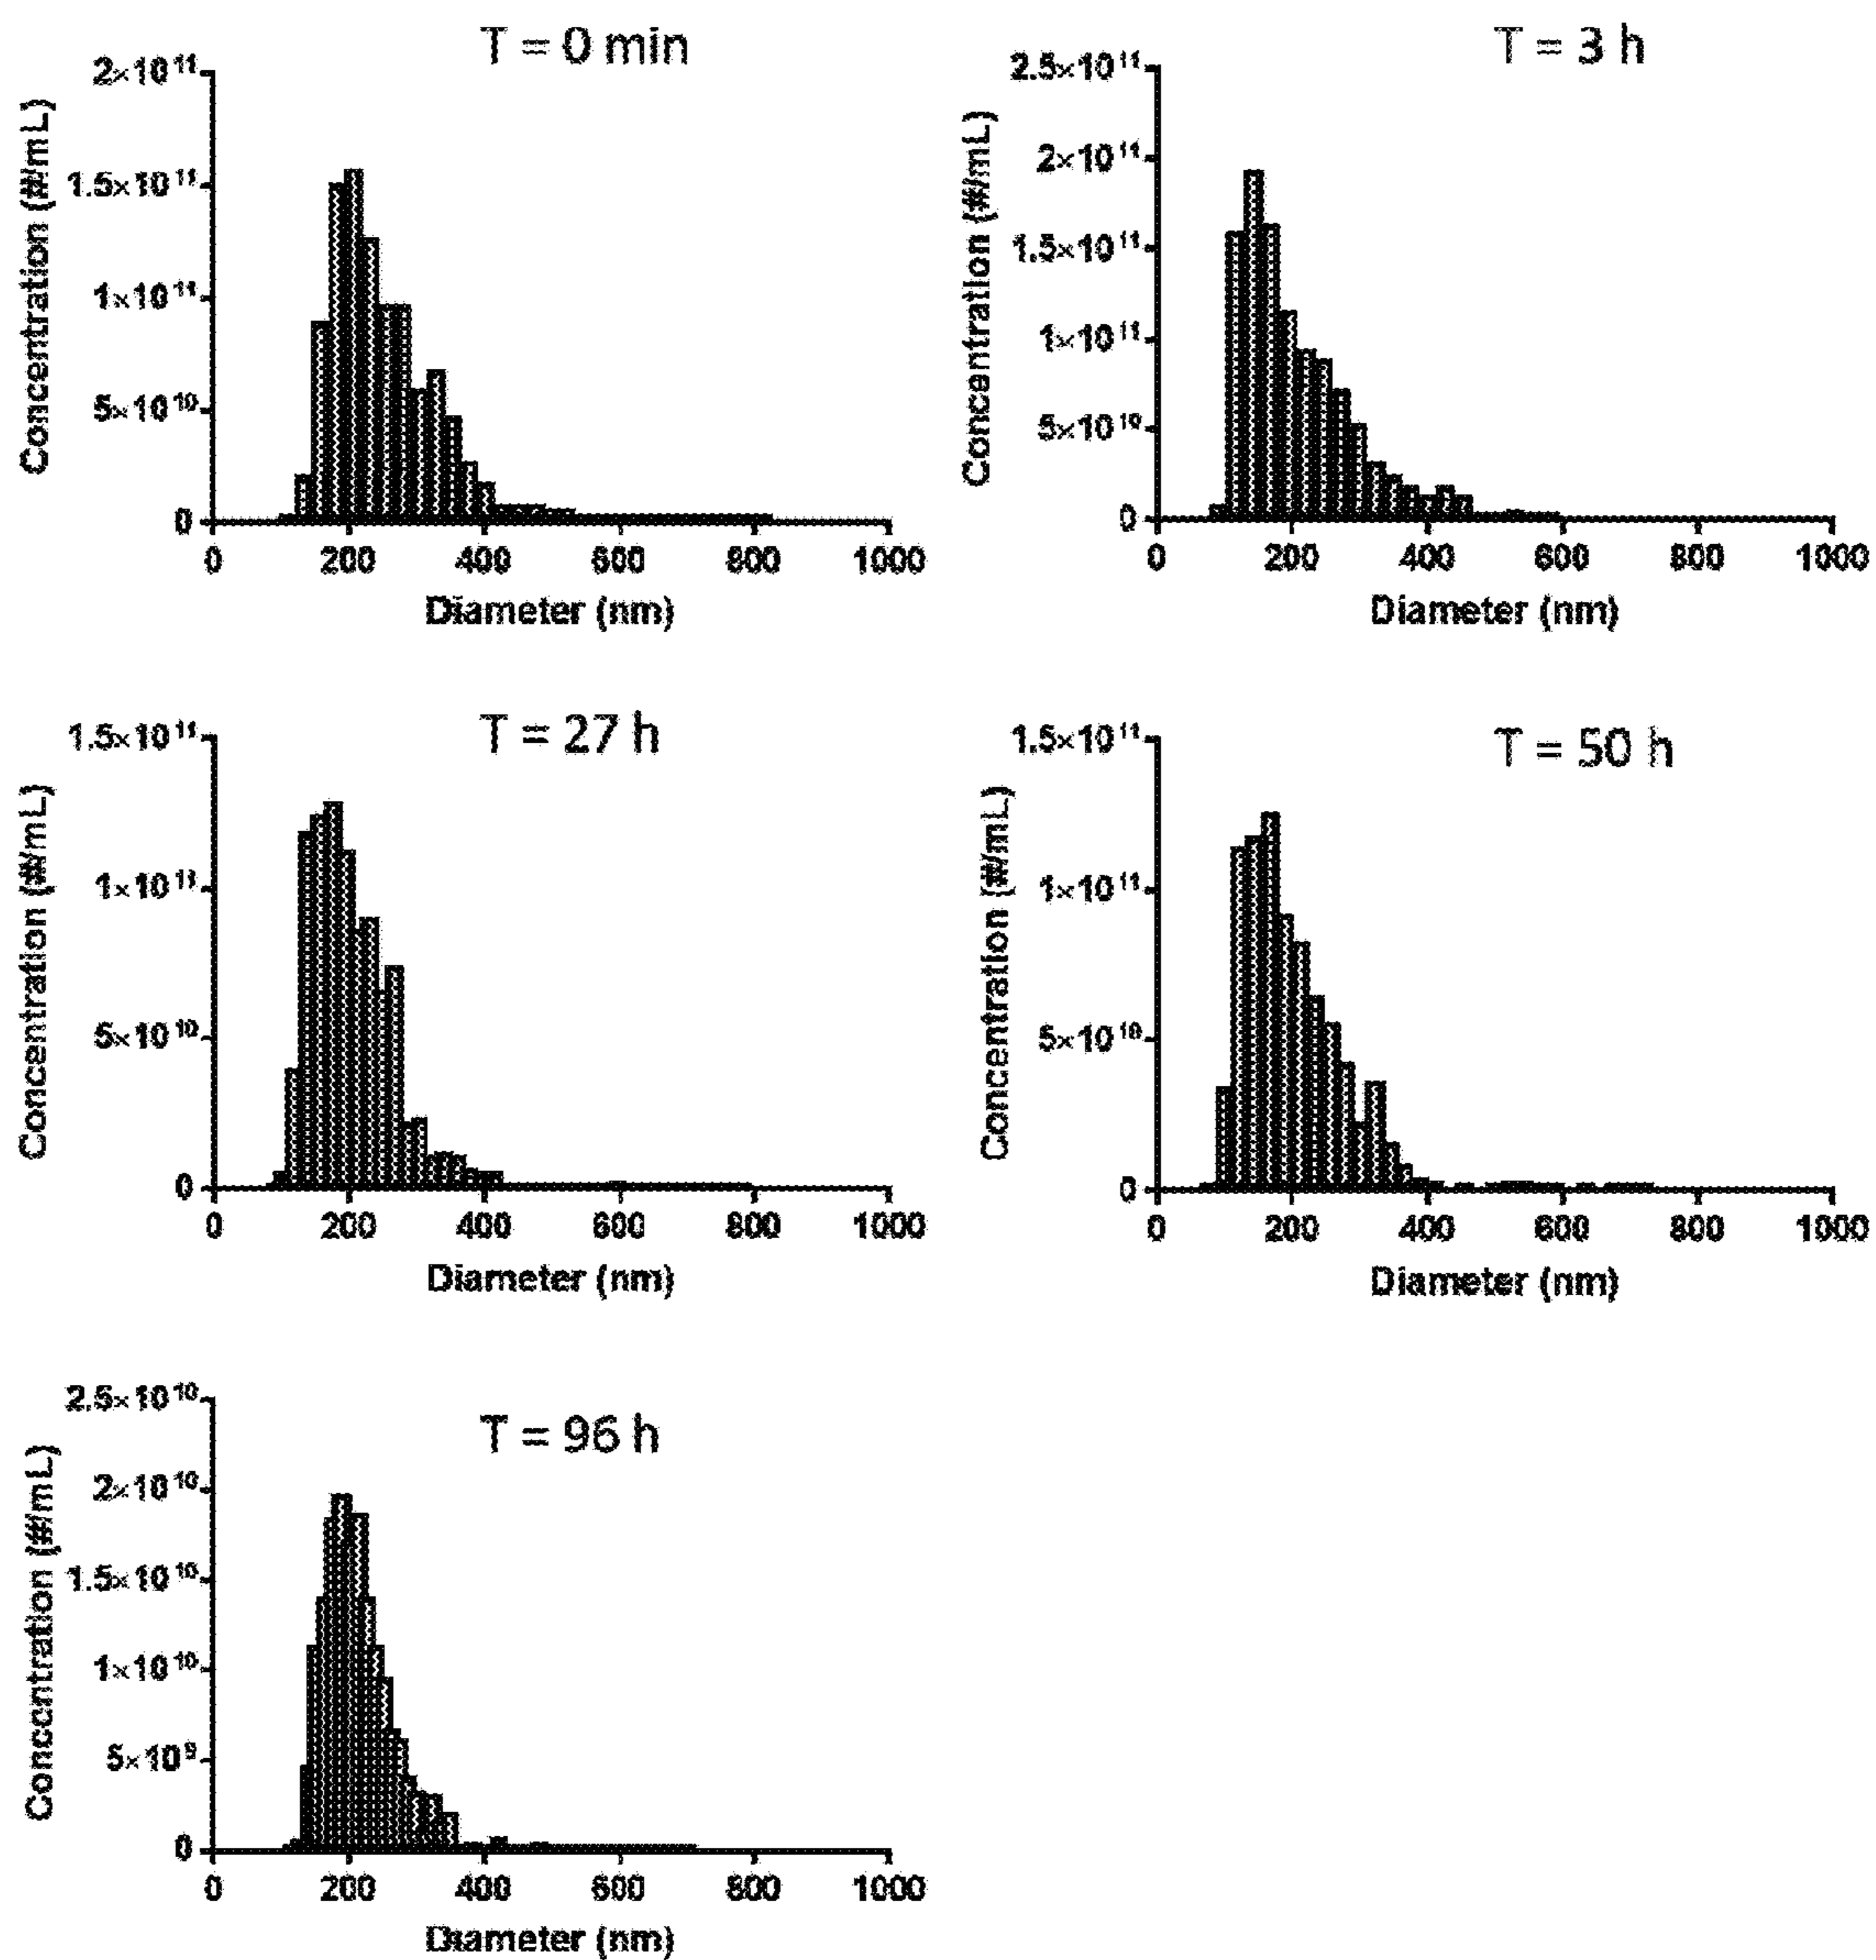 T = 0 min
2×10¹¹
1.5×10¹¹
1×10¹¹
5×10¹⁰
0
Concentration (#/mL)
0 200 400 600 800 1000
Diameter (nm)
T = 3 h
2.5×10¹¹
2×10¹¹
1.5×10¹¹
1×10¹¹
5×10¹⁰
0
Concentration (#/mL)
0 200 400 600 800 1000
Diameter (nm)
T = 27 h
1.5×10¹¹
1×10¹¹
5×10¹⁰
0
Concentration (#/mL)
0 200 400 600 800 1000
Diameter (nm)
T = 50 h
1.5×10¹¹
1×10¹¹
5×10¹⁰
0
Concentration (#/mL)
0 200 400 600 800 1000
Diameter (nm)
T = 96 h
2.5×10¹⁰
2×10¹⁰
1.5×10¹⁰
1×10¹⁰
5×10⁹
0
Concentration (#/mL)
0 200 400 600 800 1000
Diameter (nm)